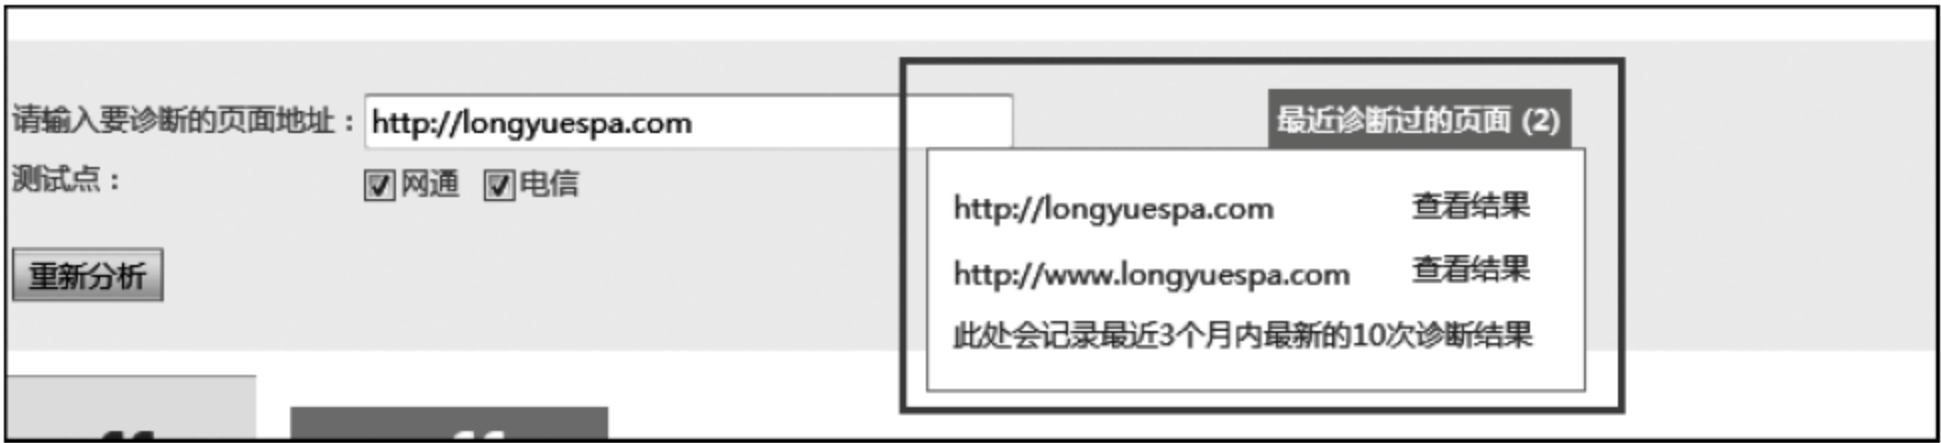 请输入要诊断的页面地址：http://longyuespa.com
最近诊断过的页面 (2)
测试点：
网通 电信
http://longyuespa.com 查看结果
http://www.longyuespa.com 查看结果
重新分析
此处会记录最近3个月内最新的10次诊断结果